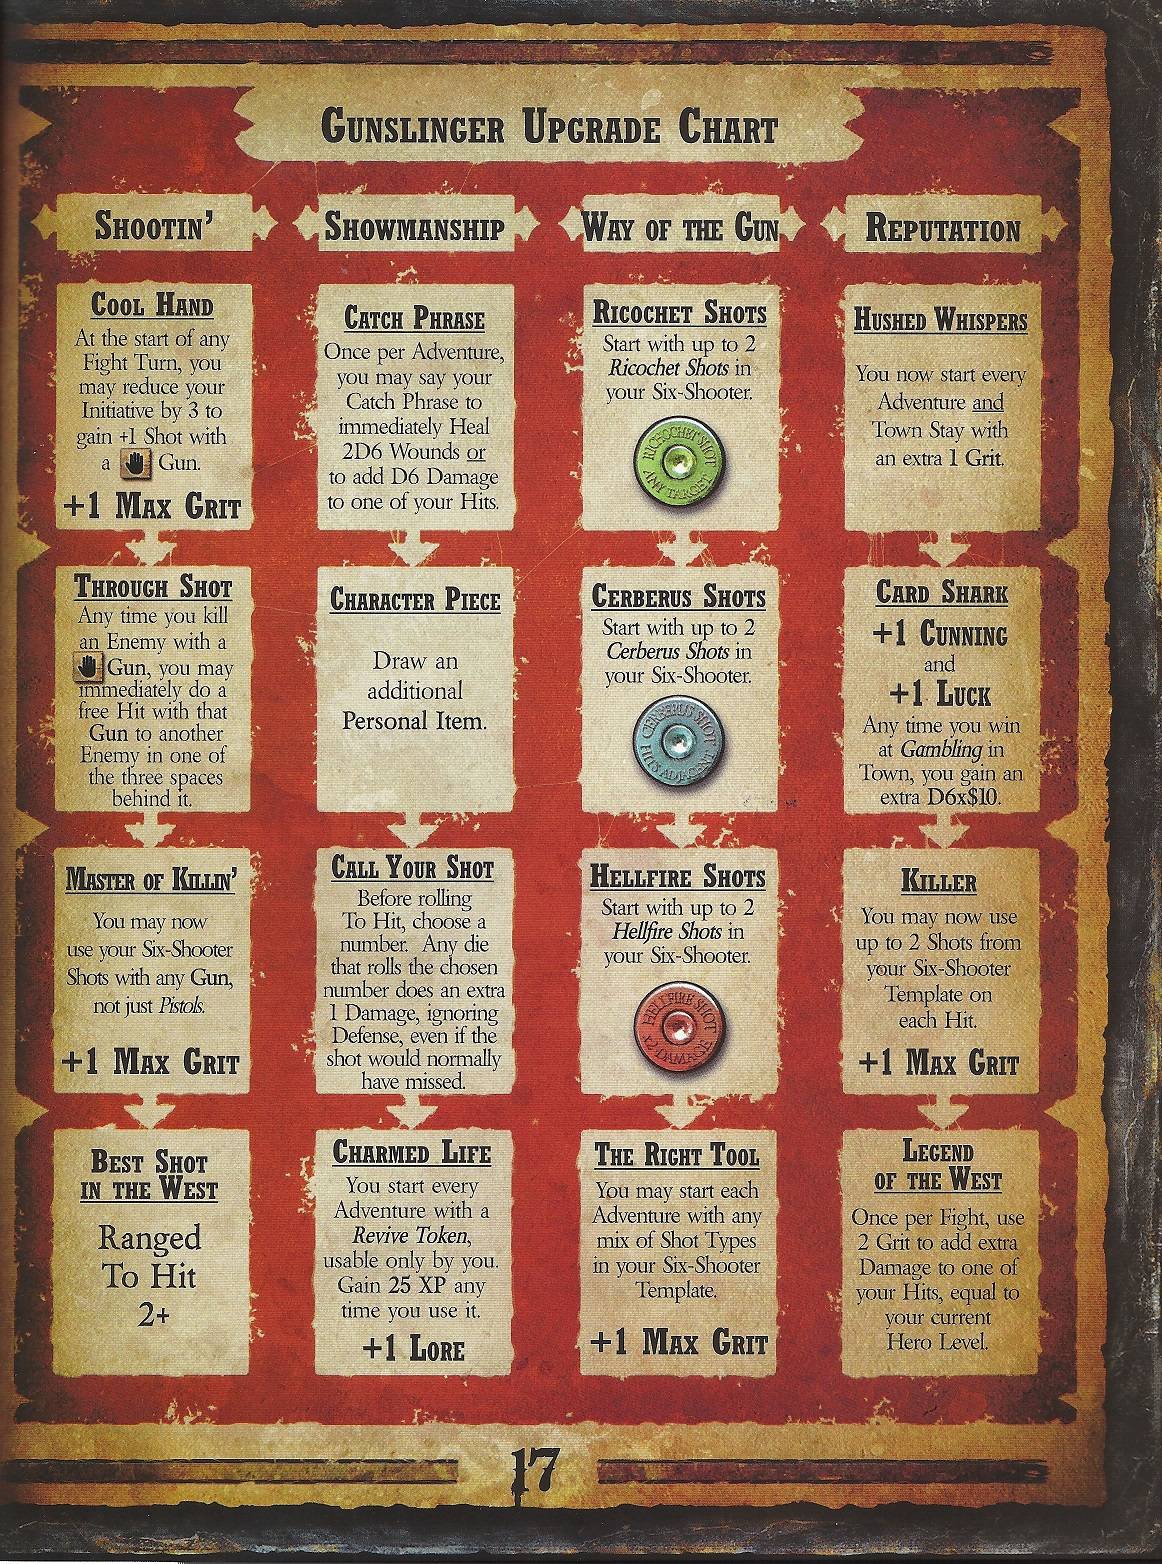 Gunslinger Upgrade Chart
Shootin'
Cool Hand
At the start of any
Fight Turn, you
may reduce your
Initiative by 3 to
gain +1 Shot with
a Gun.
+1 Max Grit
Through Shot
Any time you kill
an Enemy with a
Gun, you may
immediately do a
free Hit with that
Gun to another
Enemy in one of
the three spaces
behind it.
Master of Killin'
You may now
use your Six-Shooter
Shots with any Gun,
not just Pistols.
+1 Max Grit
Best Shot
in the West
Ranged
To Hit
2+
Showmanship
Catch Phrase
Once per Adventure,
you may say your
Catch Phrase to
immediately Heal
2D6 Wounds or
to add D6 Damage
to one of your Hits.
Character Piece
Draw an
additional
Personal Item.
Call Your Shot
Before rolling
To Hit, choose a
number. Any die
that rolls the chosen
number does an extra
1 Damage, ignoring
Defense, even if the
shot would normally
have missed.
Charmed Life
You start every
Adventure with a
Revive Token,
usable only by you.
Gain 25 XP any
time you use it.
+1 Lore
Way of the Gun
Ricochet Shots
Start with up to 2
Ricochet Shots in
your Six-Shooter.
RICHOCHET SHOT
ANY TARGET
Cerberus Shots
Start with up to 2
Cerberus Shots in
your Six-Shooter.
CERBERUS SHOT
HITS ADJACENT
Hellfire Shots
Start with up to 2
Hellfire Shots in
your Six-Shooter.
HELLFIRE SHOT
X2 DAMAGE
The Right Tool
You may start each
Adventure with any
mix of Shot Types
in your Six-Shooter
Template.
+1 Max Grit
Reputation
Hushed Whispers
You now start every
Adventure and
Town Stay with
an extra 1 Grit.
Card Shark
+1 Cunning
and
+1 Luck
Any time you win
at Gambling in
Town, you gain an
extra D6x$10.
Killer
You may now use
up to 2 Shots from
your Six-Shooter
Template on
each Hit.
+1 Max Grit
Legend
of the West
Once per Fight, use
2 Grit to add extra
Damage to one of
your Hits, equal to
your current
Hero Level.
17